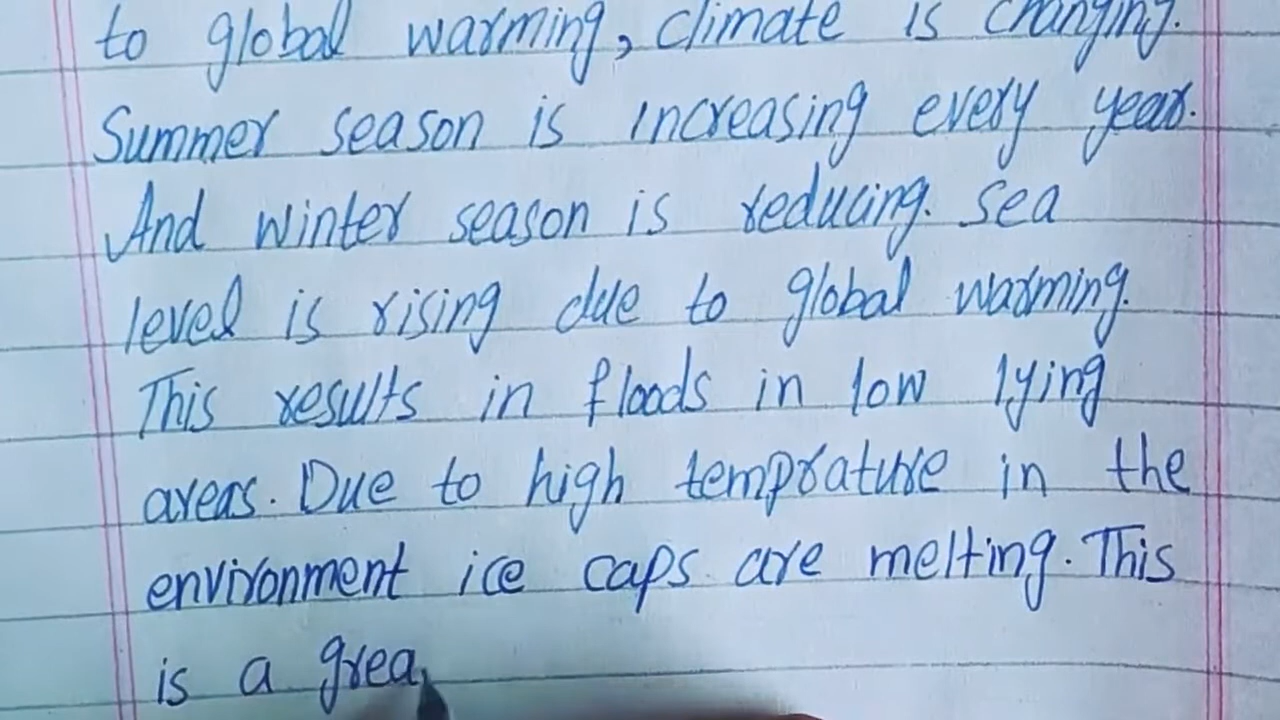 to global warming, climate is changing.
Summer season is increasing every year.
And winter season is reducing. sea
level is rising due to global warming.
This results in floods in low lying
areas. Due to high temprature in the
environment ice caps are melting. This
is a grea